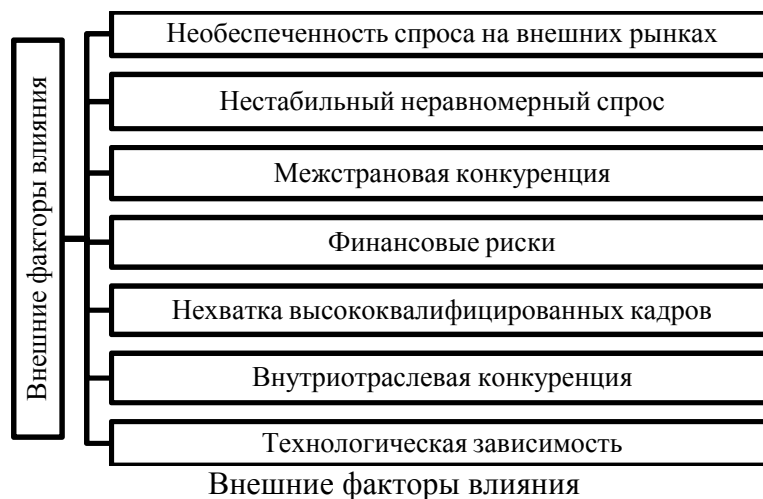 Внешние факторы влияния
Необеспеченность спроса на внешних рынках
Нестабильный неравномерный спрос
Межстрановая конкуренция
Финансовые риски
Нехватка высококвалифицированных кадров
Внутриотраслевая конкуренция
Технологическая зависимость
Внешние факторы влияния